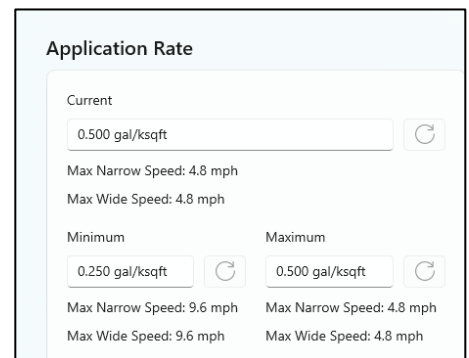 Application Rate
Current
0.500 gal/ksqft
Max Narrow Speed: 4.8 mph
Max Wide Speed: 4.8 mph
Minimum
Maximum
0.250 gal/ksqft
0.500 gal/ksqft
Max Narrow Speed: 9.6 mph
Max Narrow Speed: 4.8 mph
Max Wide Speed: 9.6 mph
Max Wide Speed: 4.8 mph